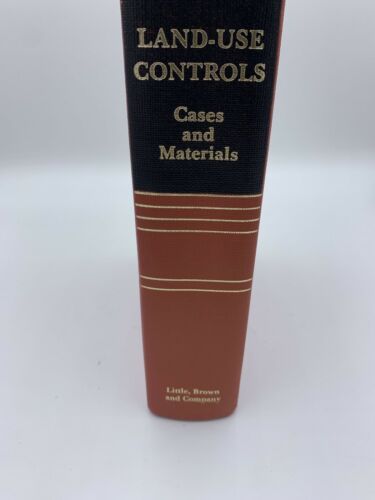 LAND-USE
CONTROLS
Cases
and
Materials
Little, Brown
and Company